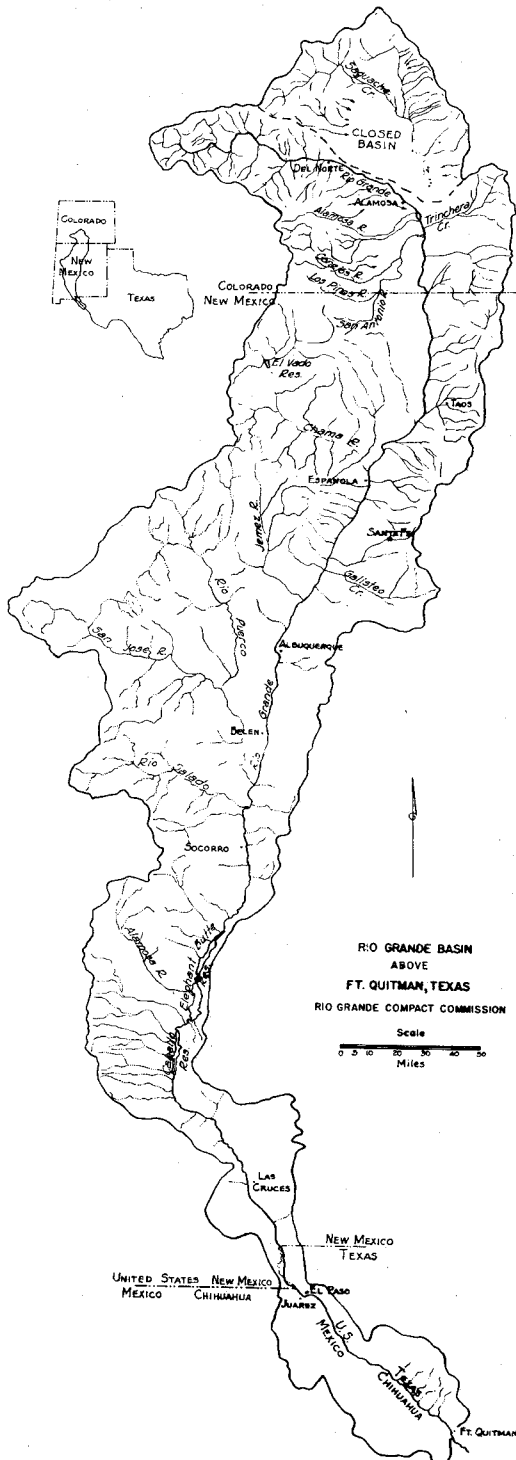 Saguache
Cr.
CLOSED
BASIN
DEL NORTE
Rio Grande
ALAMOSA
Trinchera
Cr.
Alamosa R.
COLORADO
NEW
MEXICO
TEXAS
Conejos R.
Los Pinos R.
San Antonio R.
COLORADO
NEW MEXICO
El Vado
Res.
TAOS
Chama R.
ESPANOLA
Jemez R.
SANTA FE
Galisteo
Cr.
Rio
Puerco
San Jose R.
ALBUQUERQUE
Rio Grande
BELEN
Rio Salado
SOCORRO
Alamosa R.
Elephant Butte
Res.
Caballo
Res.
RIO GRANDE BASIN
ABOVE
FT. QUITMAN, TEXAS
RIO GRANDE COMPACT COMMISSION
Scale
0 5 10 20 30 40 50
Miles
LAS
CRUCES
NEW MEXICO
TEXAS
UNITED STATES NEW MEXICO
MEXICO CHIHUAHUA
EL PASO
JUAREZ
U.S.
MEXICO
TEXAS
CHIHUAHUA
FT. QUITMAN